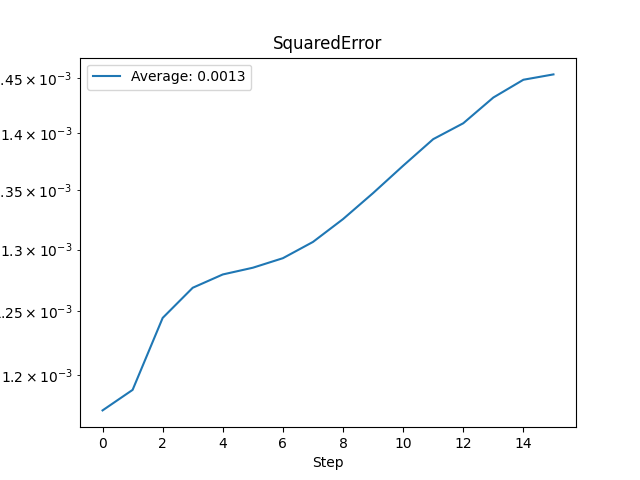 SquaredError
Average: 0.0013
.45 × 10⁻³
1.4 × 10⁻³
.35 × 10⁻³
1.3 × 10⁻³
.25 × 10⁻³
1.2 × 10⁻³
0 2 4 6 8 10 12 14
Step